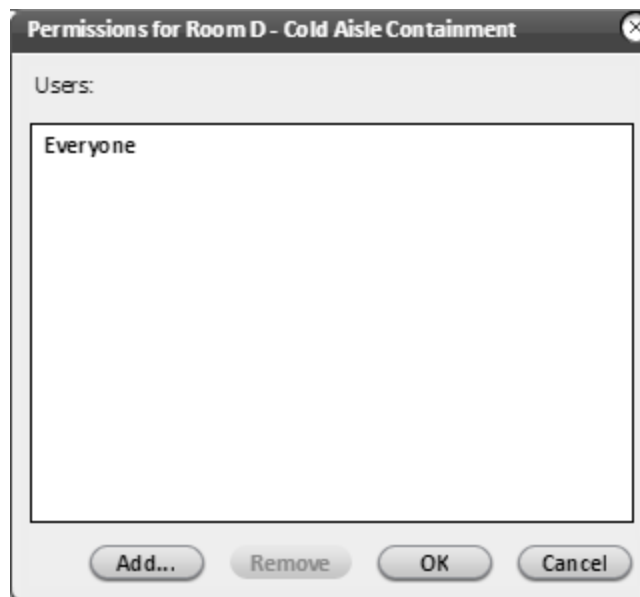 Permissions for Room D - Cold Aisle Containment
Users:
Everyone
Add... Remove OK Cancel